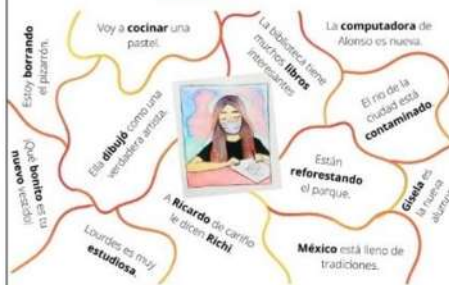 Estoy borrando
el pizarrón.
Voy a cocinar una
pastel.
La biblioteca tiene
muchos libros
interesantes
La computadora de
Alonso es nueva.
Ella dibujó como una
verdadera artista.
El río de la
ciudad está
contaminado.
¡Qué bonito es tu
nuevo vestido!
Están
reforestando
el parque.
Gisela es
la nueva
alumna
Lourdes es muy
estudiosa.
A Ricardo de cariño
le dicen Richi.
México está lleno de
tradiciones.